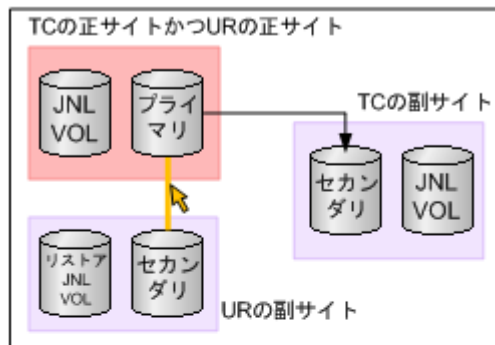 TCの正サイトかつURの正サイト
JNL
VOL
プライ
マリ
TCの副サイト
セカン
ダリ
JNL
VOL
リストア
JNL
VOL
セカン
ダリ
URの副サイト